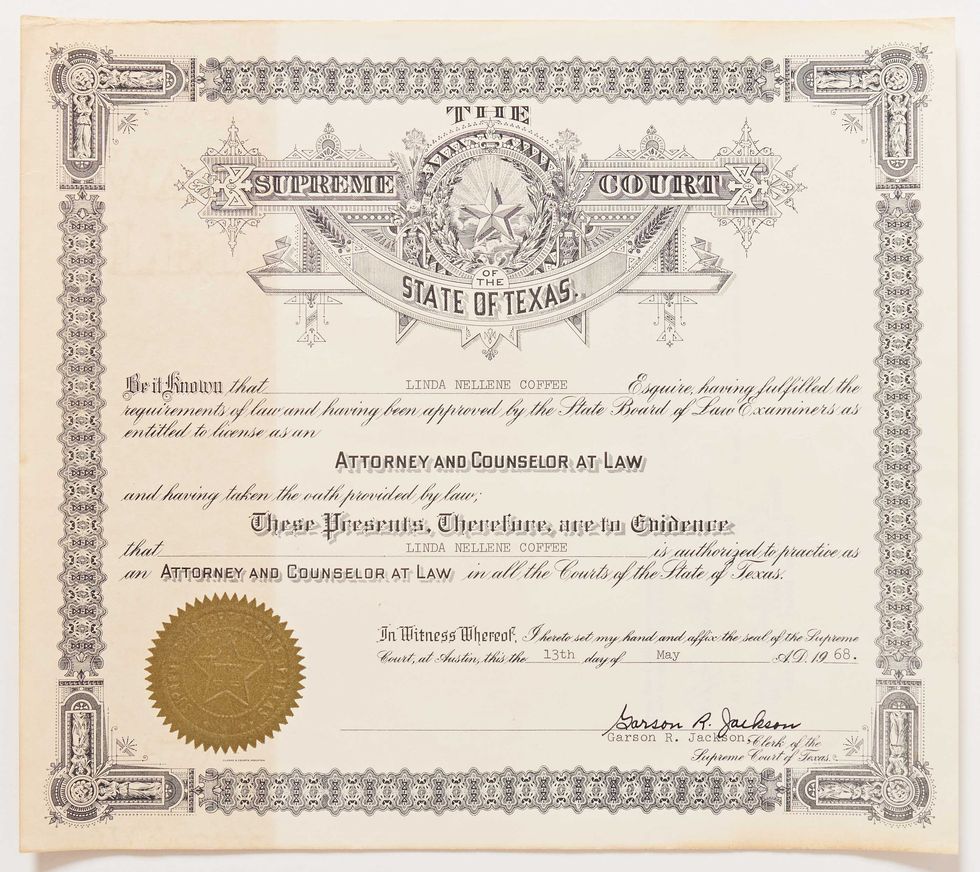 THE
SUPREME COURT
OF
THE
STATE OF TEXAS.
Be it Known that LINDA NELLENE COFFEE Esquire, having fulfilled the
requirements of law and having been approved by the State Board of Law Examiners as
entitled to license as an
ATTORNEY AND COUNSELOR AT LAW
and having taken the oath provided by law;
These Presents, Therefore, are to Evidence
that LINDA NELLENE COFFEE is authorized to practice as
an ATTORNEY AND COUNSELOR AT LAW in all the Courts of the State of Texas.
In Witness Whereof, I hereto set my hand and affix the seal of the Supreme
Court, at Austin, this the 13th day of May A.D. 19 68.
Garson R. Jackson
Garson R. Jackson, Clerk of the
Supreme Court of Texas.